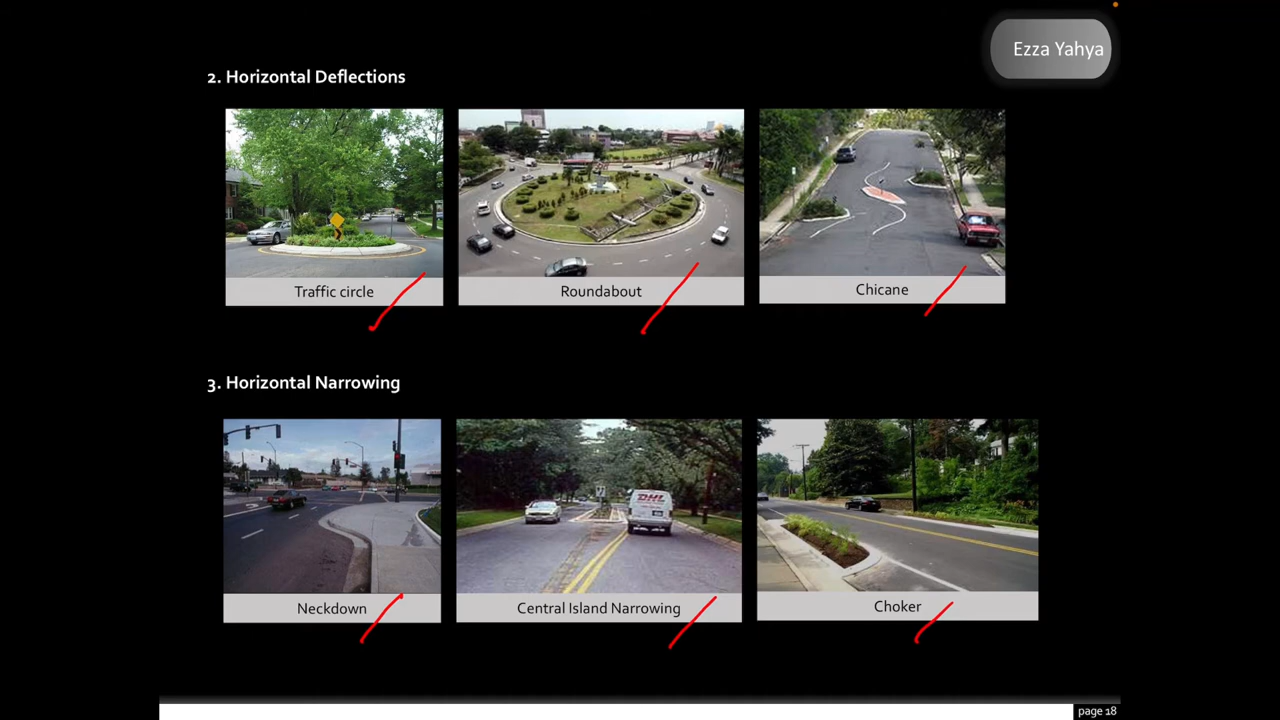 Ezza Yahya
2. Horizontal Deflections
Traffic circle
Roundabout
Chicane
3. Horizontal Narrowing
DHL
Neckdown
Central Island Narrowing
Choker
page 18